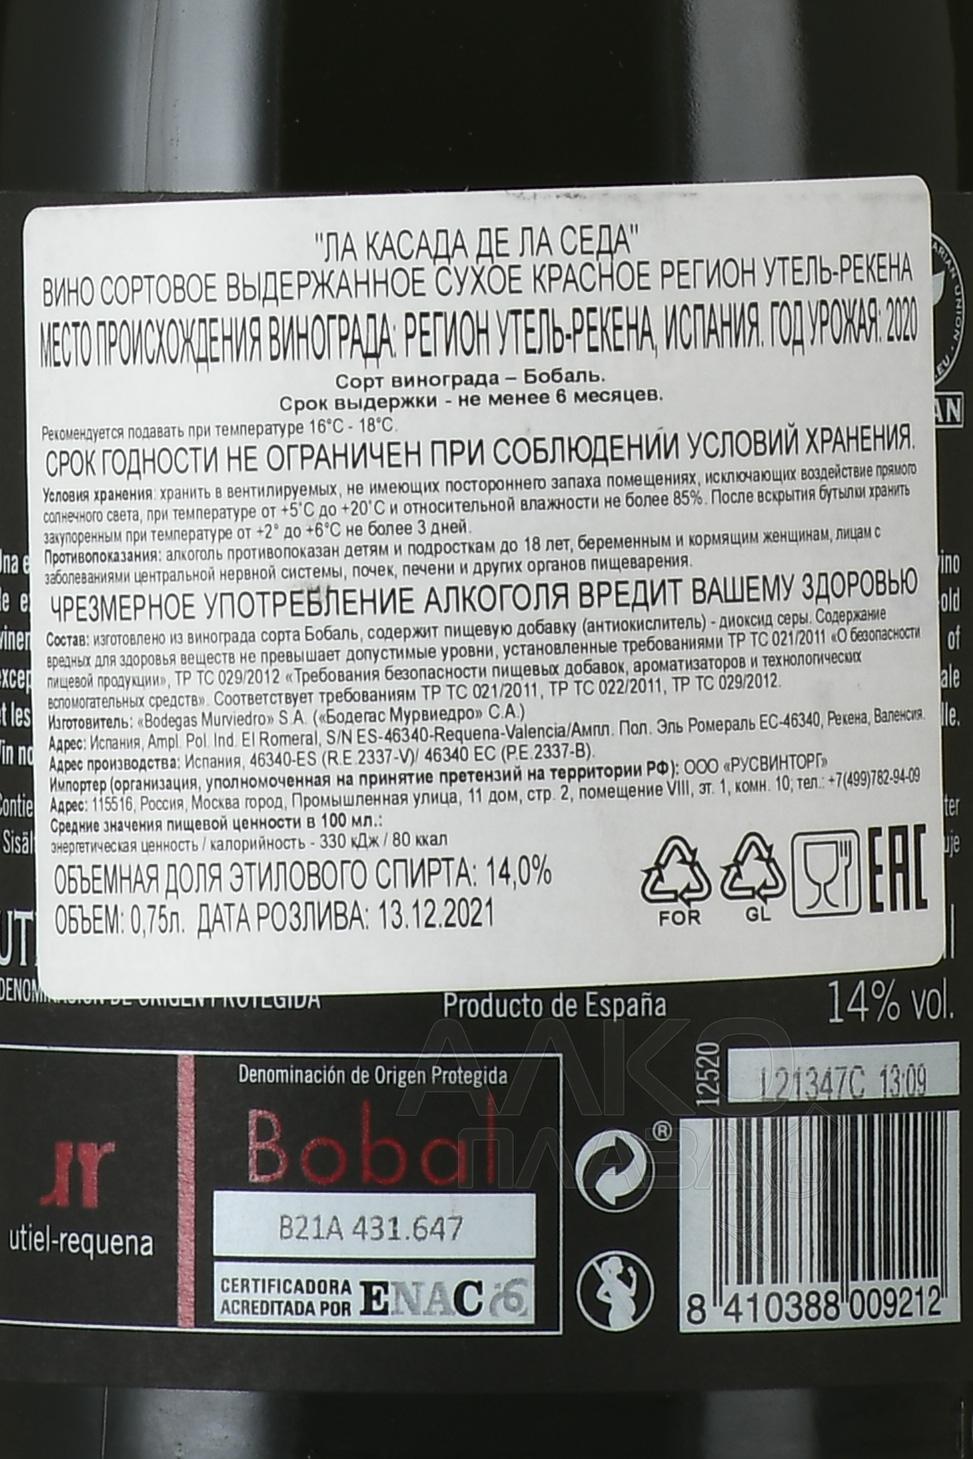 "ЛА КАСАДА ДЕ ЛА СЕДА"
ВИНО СОРТОВОЕ ВЫДЕРЖАННОЕ СУХОЕ КРАСНОЕ РЕГИОН УТЕЛЬ-РЕКЕНА
МЕСТО ПРОИСХОЖДЕНИЯ ВИНОГРАДА: РЕГИОН УТЕЛЬ-РЕКЕНА, ИСПАНИЯ. ГОД УРОЖАЯ: 2020
Сорт винограда – Бобаль.
Срок выдержки - не менее 6 месяцев.
Рекомендуется подавать при температуре 16°C - 18°C.
СРОК ГОДНОСТИ НЕ ОГРАНИЧЕН ПРИ СОБЛЮДЕНИИ УСЛОВИЙ ХРАНЕНИЯ.
Условия хранения: хранить в вентилируемых, не имеющих постороннего запаха помещениях, исключающих воздействие прямого
солнечного света, при температуре от +5°C до +20°C и относительной влажности не более 85%. После вскрытия бутылки хранить
закупоренным при температуре от +2° до +6°C не более 3 дней.
Противопоказания: алкоголь противопоказан детям и подросткам до 18 лет, беременным и кормящим женщинам, лицам с
заболеваниями центральной нервной системы, почек, печени и других органов пищеварения.
ЧРЕЗМЕРНОЕ УПОТРЕБЛЕНИЕ АЛКОГОЛЯ ВРЕДИТ ВАШЕМУ ЗДОРОВЬЮ
Состав: изготовлено из винограда сорта Бобаль, содержит пищевую добавку (антиокислитель) - диоксид серы. Содержание
вредных для здоровья веществ не превышает допустимые уровни, установленные требованиями ТР ТС 021/2011 «О безопасности
пищевой продукции», ТР ТС 029/2012 «Требования безопасности пищевых добавок, ароматизаторов и технологических
вспомогательных средств». Соответствует требованиям ТР ТС 021/2011, ТР ТС 022/2011, ТР ТС 029/2012.
Изготовитель: «Bodegas Murviedro» S.A. («Бодегас Мурвиедро» С.А.)
Адрес: Испания, Ampl. Pol. Ind. El Romeral, S/N ES-46340-Requena-Valencia/Ампл. Пол. Эль Ромераль ЕС-46340, Рекена, Валенсия.
Адрес производства: Испания, 46340-ES (R.E.2337-V)/ 46340 ЕС (Р.Е.2337-В).
Импортер (организация, уполномоченная на принятие претензий на территории РФ): ООО «РУСВИНТОРГ»
Адрес: 115516, Россия, Москва город, Промышленная улица, 11 дом, стр. 2, помещение VIII, эт. 1, комн. 10, тел.: +7(499)782-94-09
Средние значения пищевой ценности в 100 мл.:
энергетическая ценность / калорийность - 330 кДж / 80 ккал
ОБЪЕМНАЯ ДОЛЯ ЭТИЛОВОГО СПИРТА: 14,0%
ОБЪЕМ: 0,75л. ДАТА РОЗЛИВА: 13.12.2021
FOR GL EAC
DE ORIGEN PROTEGIDA
Producto de España
14% vol.
Denominación de Origen Protegida
Bobal
utiel-requena
B21A 431.647
CERTIFICADORA
ACREDITADA POR ENAC
12520
L21347C 13:09
®
8 410388 009212
АЛКО
ПЛАЗА